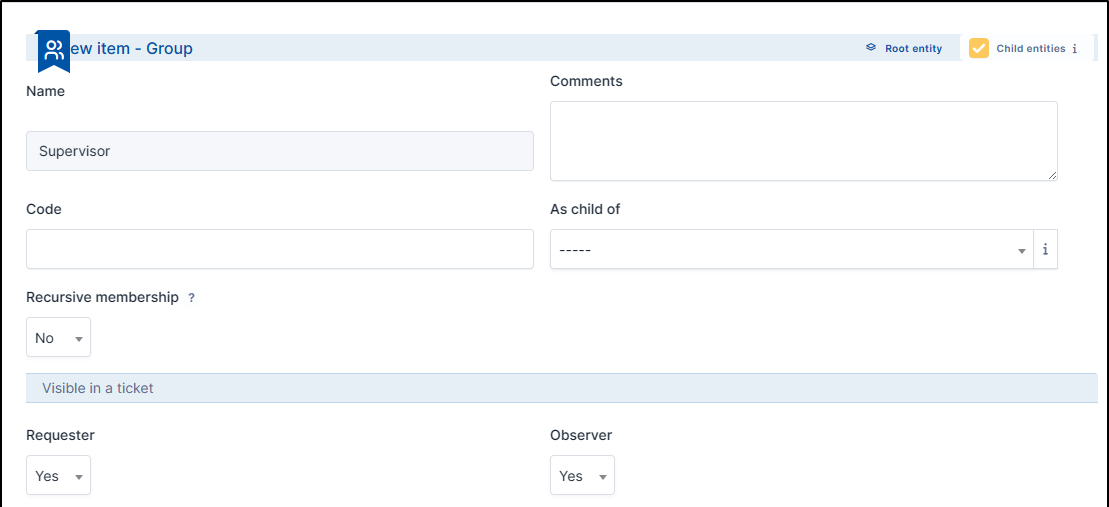 ew item - Group
Root entity
Child entities i
Name
Comments
Supervisor
Code
As child of
-----
i
Recursive membership ?
No
Visible in a ticket
Requester
Observer
Yes
Yes